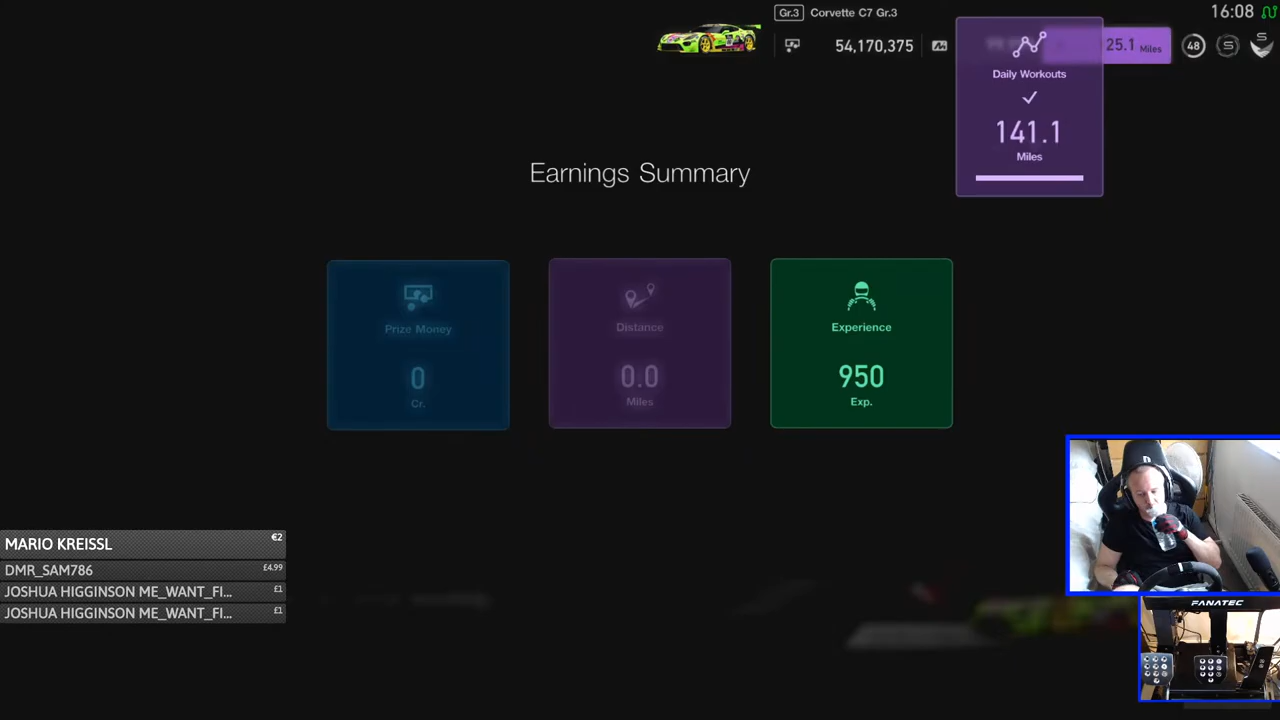 Gr.3 Corvette C7 Gr.3
16:08
54,170,375
25.1 Miles
48
S
S
Daily Workouts
141.1
Miles
Earnings Summary
Prize Money
0
Cr.
Distance
0.0
Miles
Experience
950
Exp.
MARIO KREISSL €2
DMR_SAM786 £4.99
JOSHUA HIGGINSON ME_WANT_FI... £1
JOSHUA HIGGINSON ME_WANT_FI... £1
FANATEC